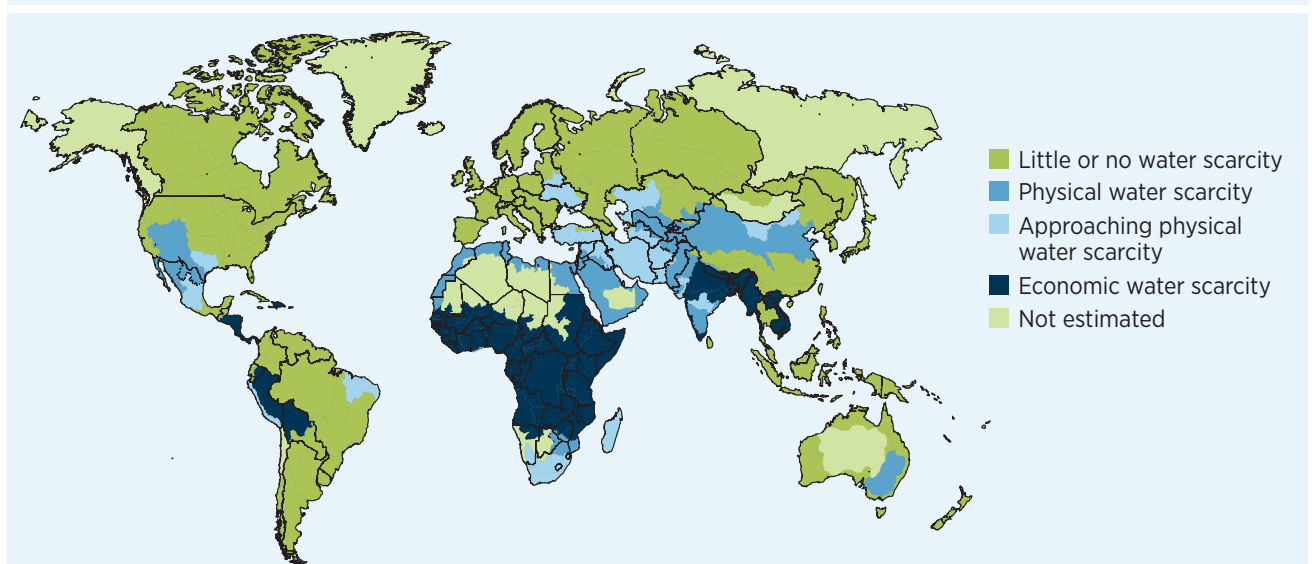 Little or no water scarcity
Physical water scarcity
Approaching physical
water scarcity
Economic water scarcity
Not estimated